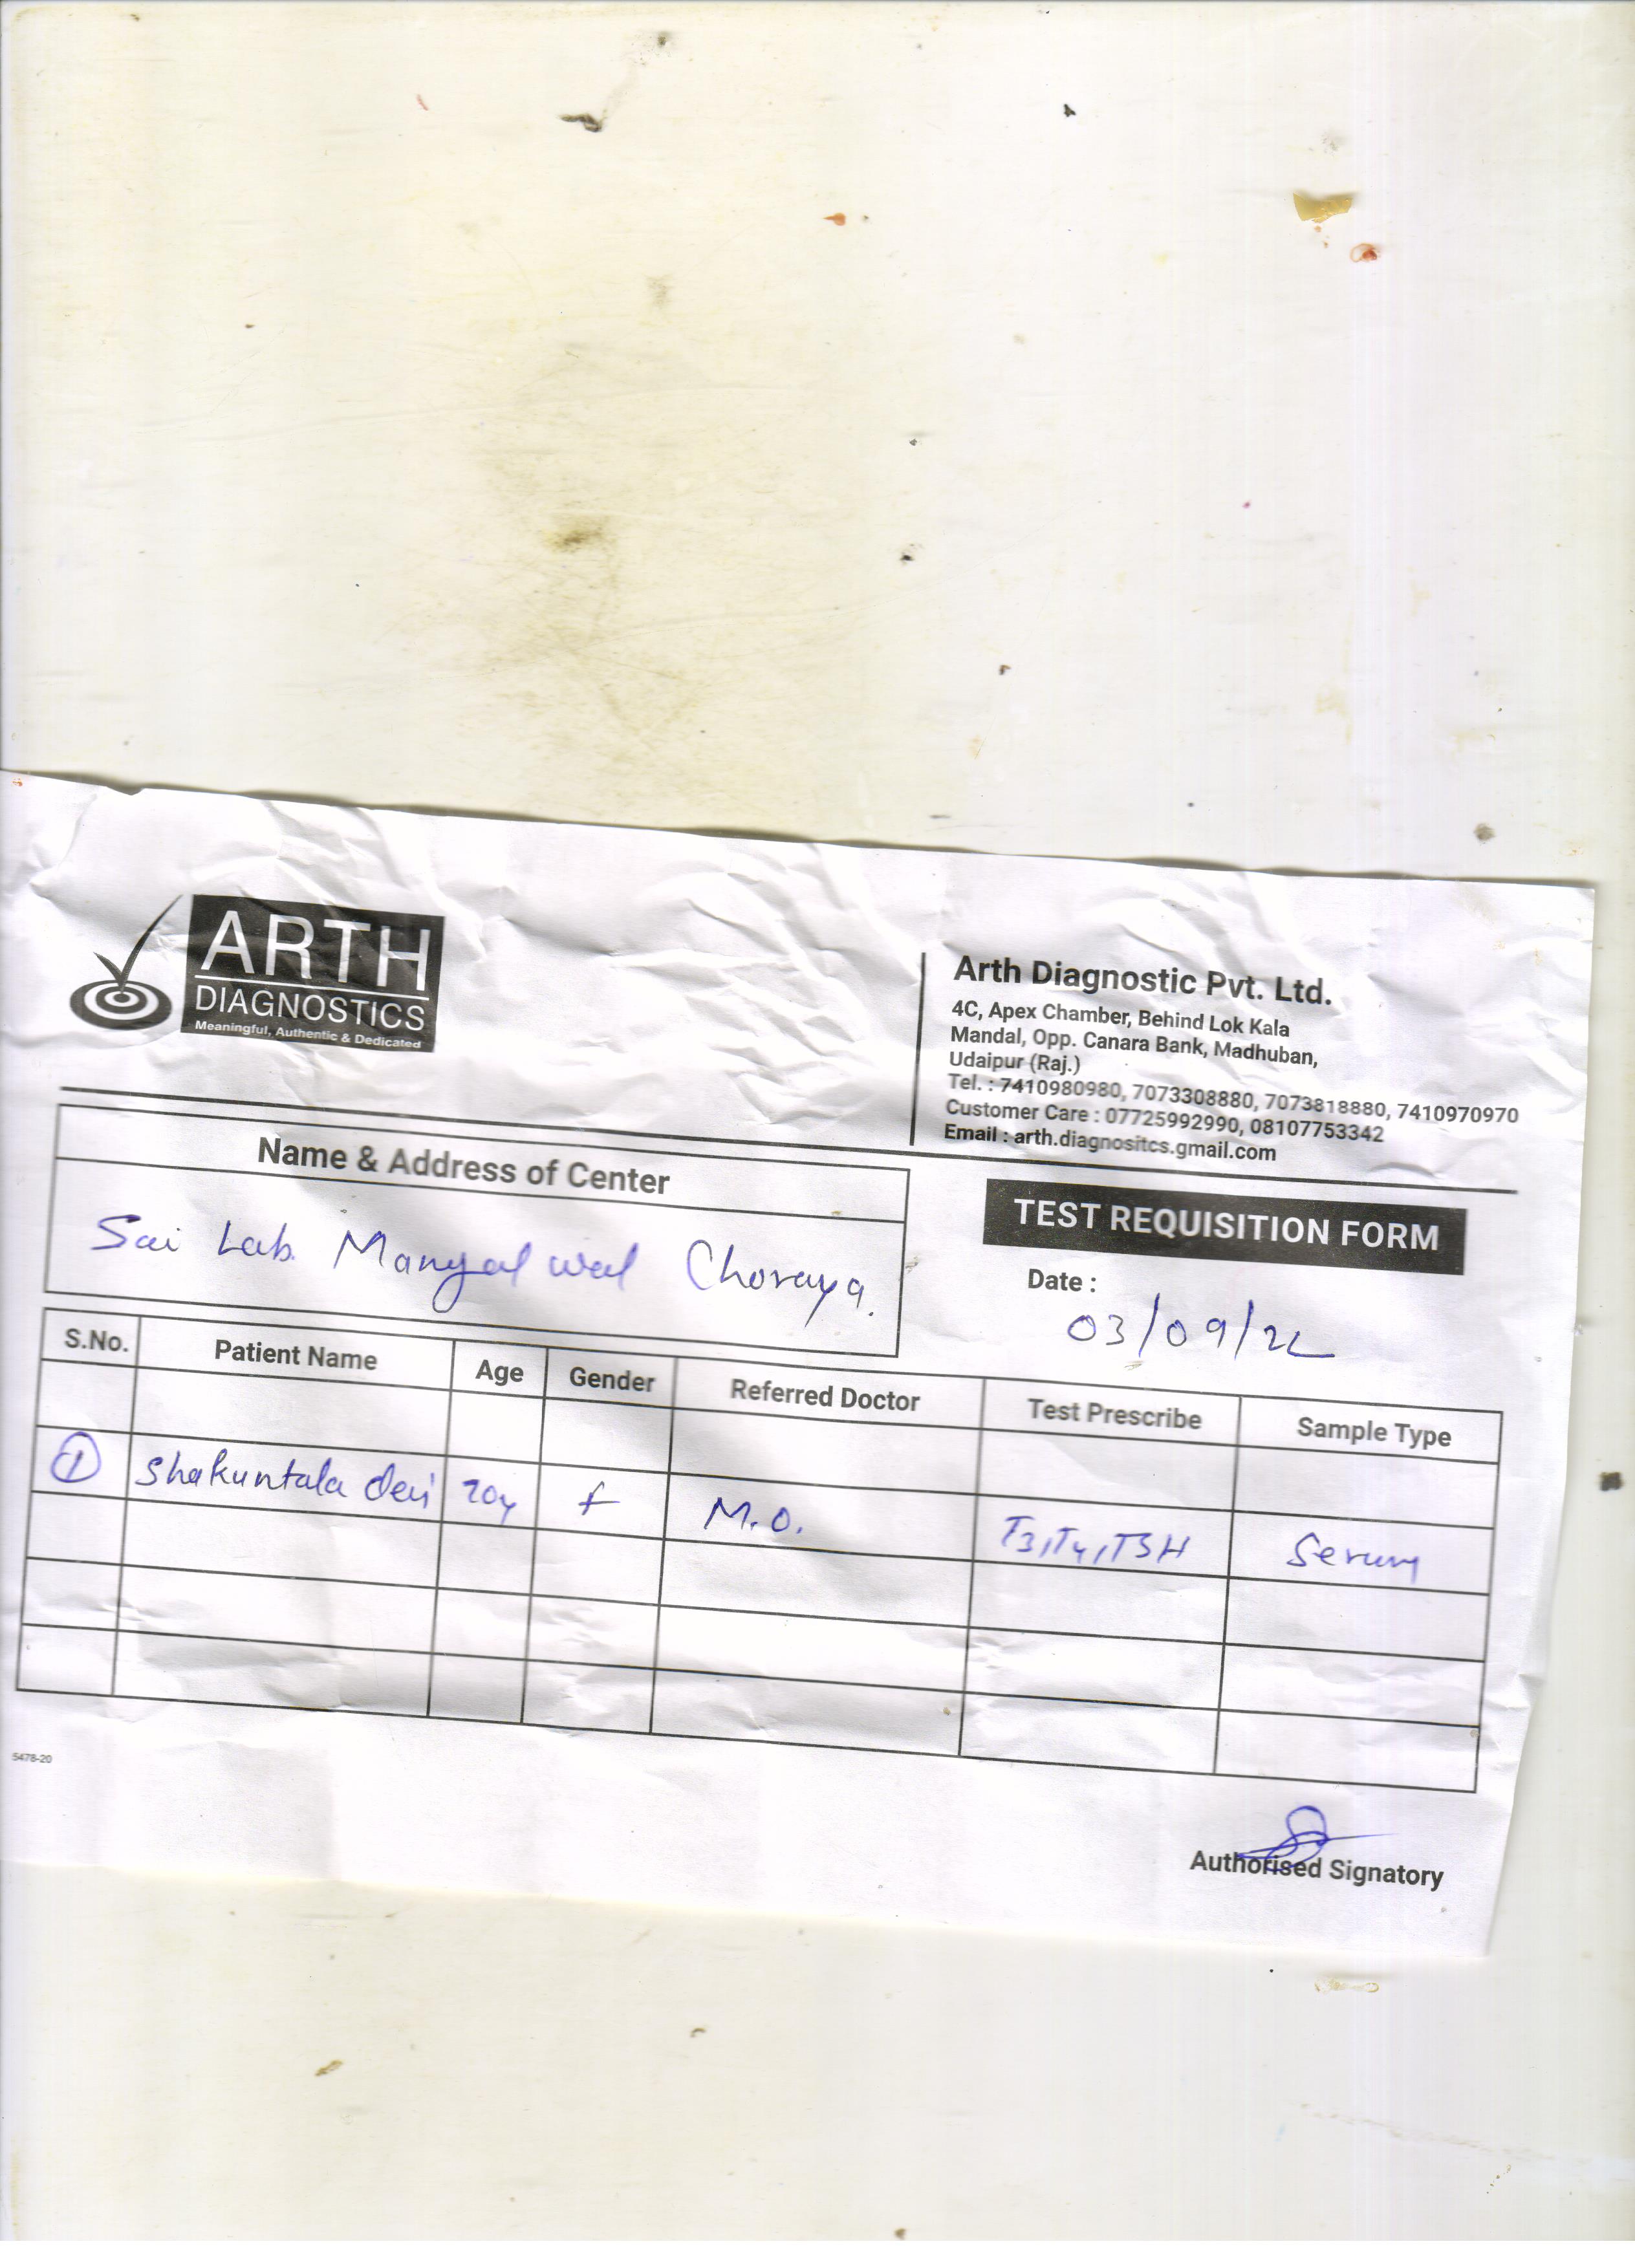 ARTH
DIAGNOSTICS
Meaningful, Authentic & Dedicated
Arth Diagnostic Pvt. Ltd.
4C, Apex Chamber, Behind Lok Kala
Mandal, Opp. Canara Bank, Madhuban,
Udaipur (Raj.)
Tel. : 7410980980, 7073308880, 7073818880, 7410970970
Customer Care : 07725992990, 08107753342
Email : arth.diagnositcs.gmail.com
Name & Address of Center
Sai Lab. Mangalwal Choraya.
TEST REQUISITION FORM
Date :
03/09/22
S.No. Patient Name Age Gender Referred Doctor Test Prescribe Sample Type
1 Shakuntala devi 20y f M.O. T3,T4,TSH Serum
5478-20
Authorised Signatory